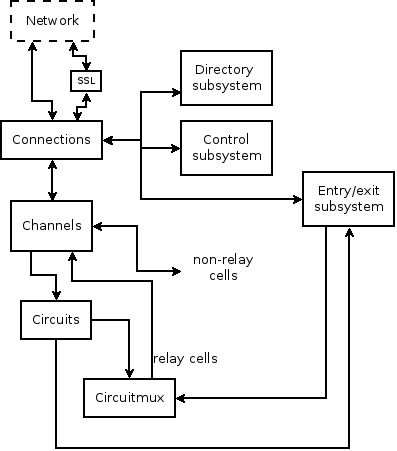 Network
SSL
Directory
subsystem
Connections
Control
subsystem
Entry/exit
subsystem
Channels
non-relay
cells
Circuits
relay cells
Circuitmux